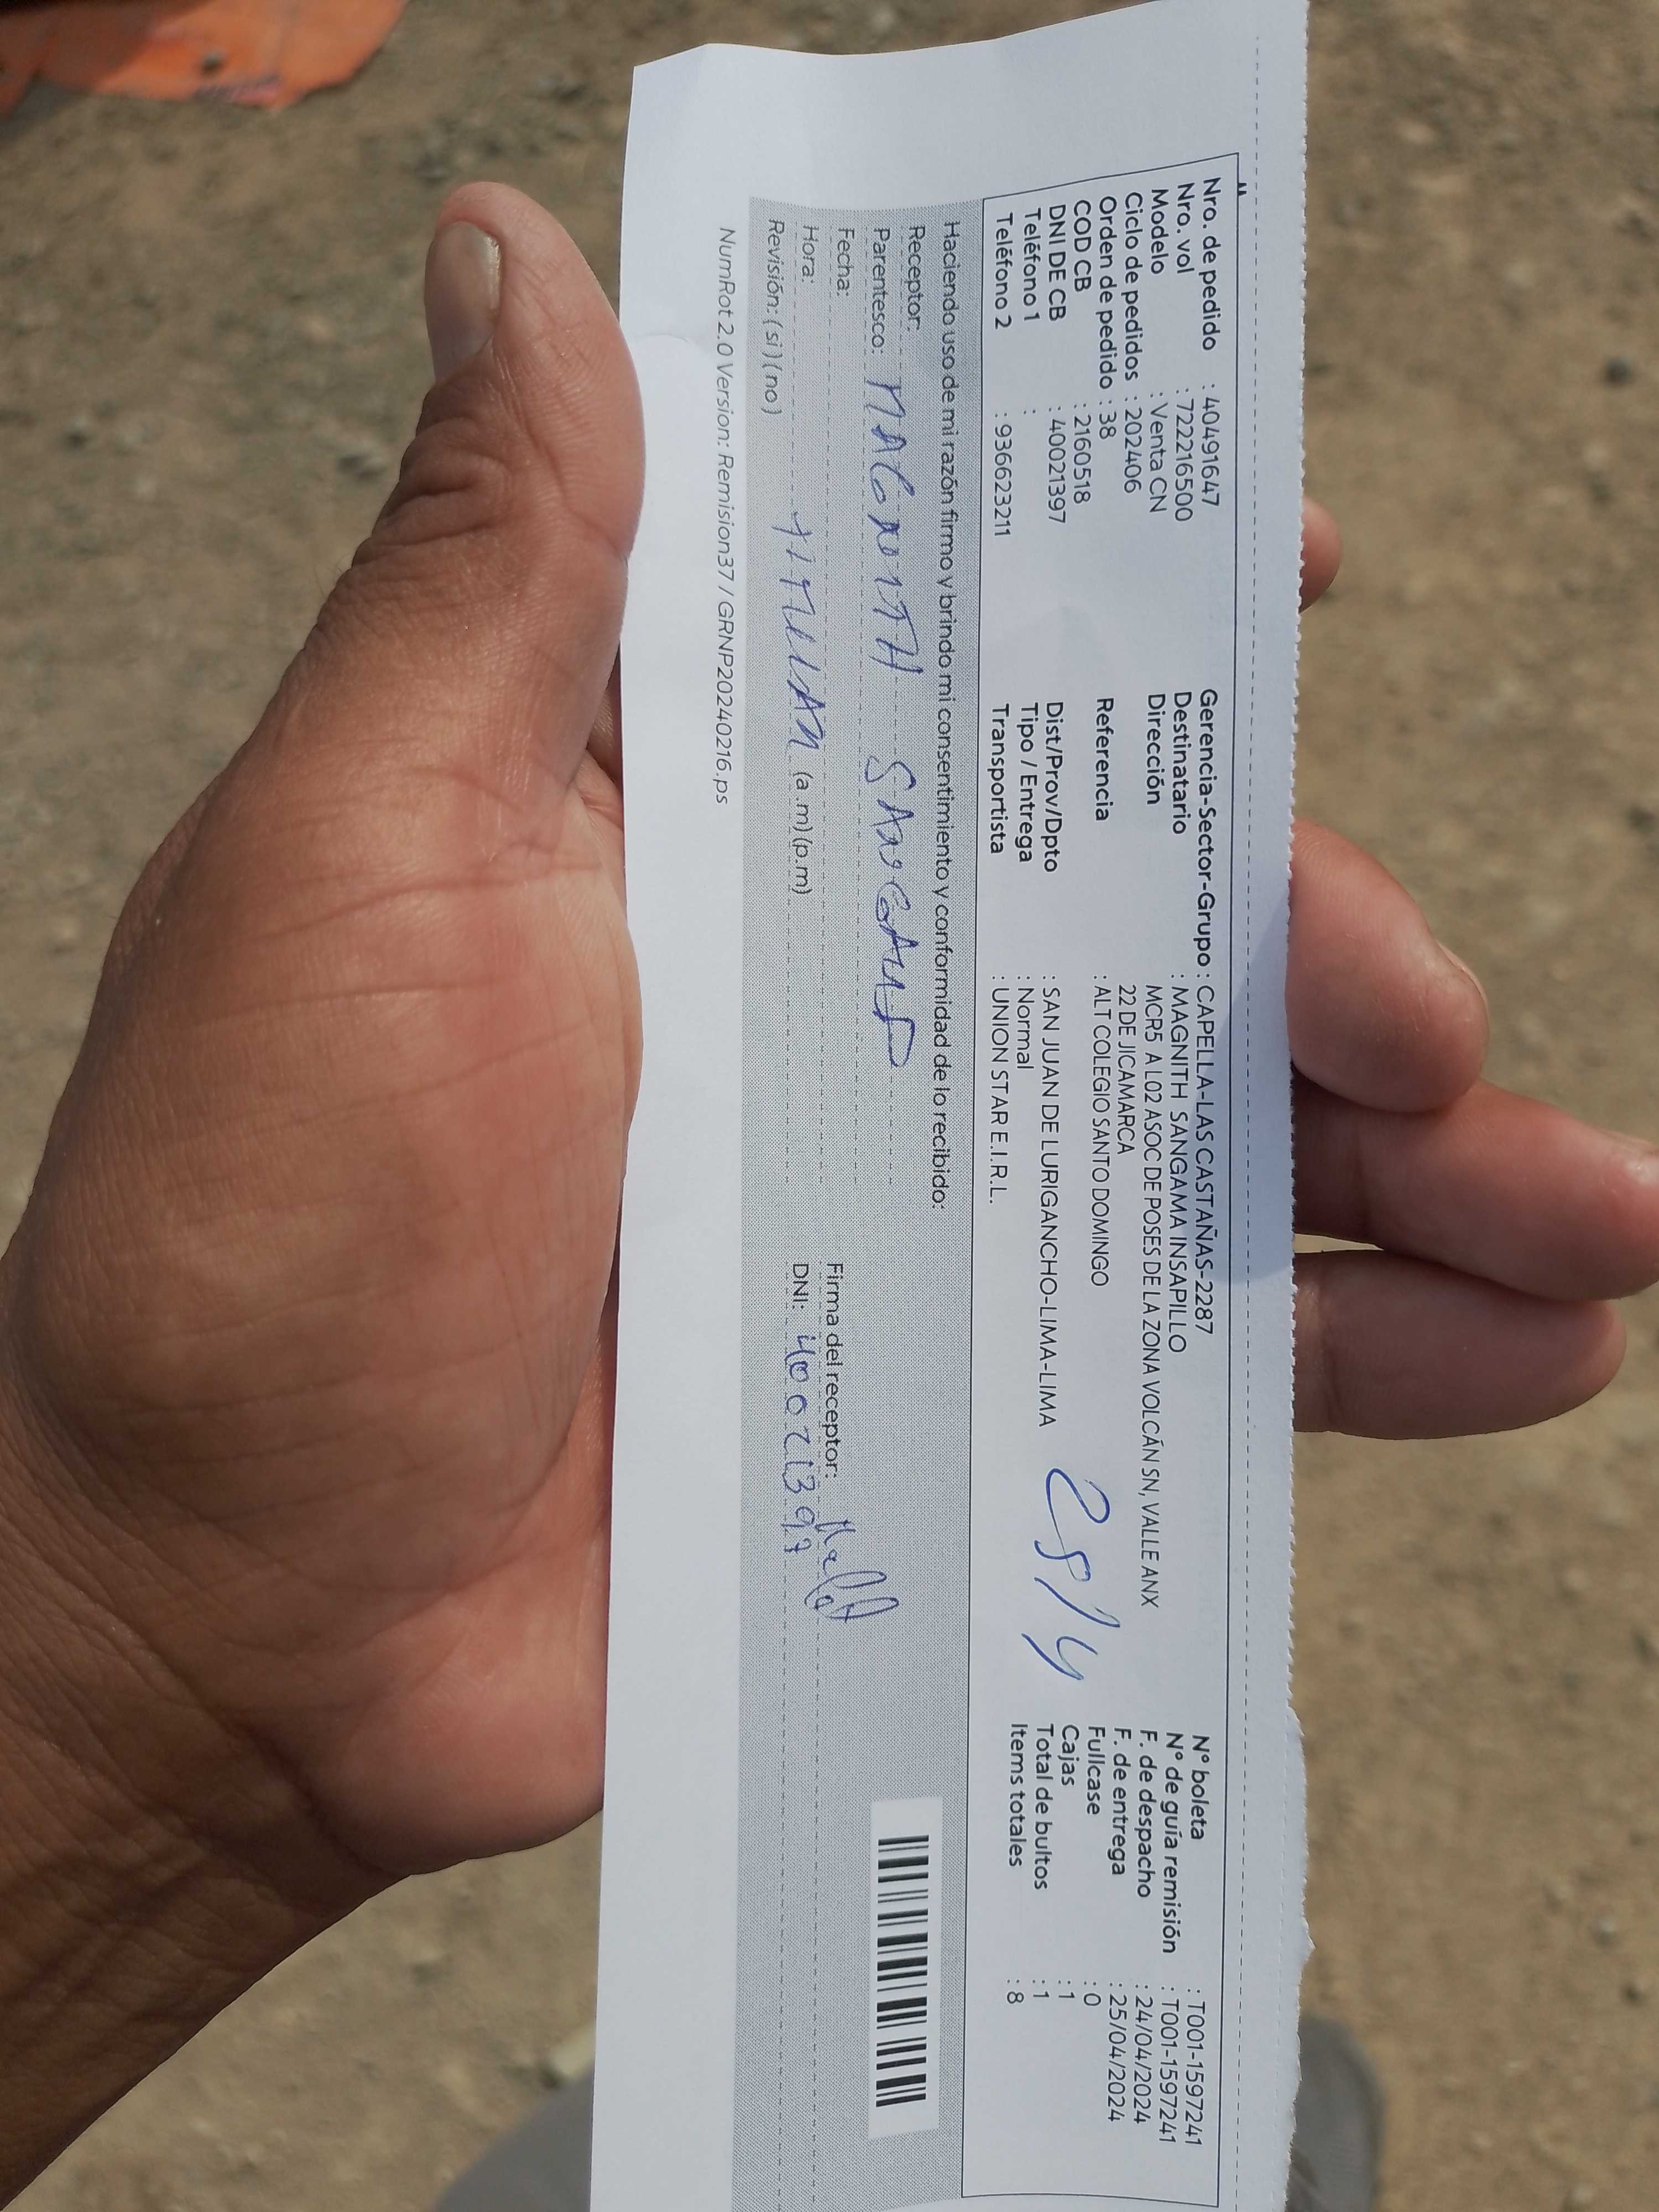 Nro. de pedido : 40491647
Nro. vol : 722216500
Modelo : Venta CN
Ciclo de pedidos : 202406
Orden de pedido : 38
COD CB : 2160518
DNI DE CB : 40021397
Teléfono 1 :
Teléfono 2 : 936623211
Gerencia-Sector-Grupo : CAPELLA-LAS CASTAÑAS-2287
Destinatario : MAGNITH SANGAMA INSAPILLO
Dirección MCR5 A L02 ASOC DE POSES DE LA ZONA VOLCÁN SN, VALLE ANX
22 DE JICAMARCA
Referencia : ALT COLEGIO SANTO DOMINGO
Dist/Prov/Dpto : SAN JUAN DE LURIGANCHO-LIMA-LIMA
Tipo / Entrega : Normal
Transportista : UNION STAR E.I.R.L.
25/4
N° boleta : T001-1597241
N° de guía remisión : T001-1597241
F. de despacho : 24/04/2024
F. de entrega : 25/04/2024
Fullcase : 0
Cajas : 1
Total de bultos : 1
Items totales : 8
Haciendo uso de mi razón firmo y brindo mi consentimiento y conformidad de lo recibido:
Receptor:
Parentesco:
Fecha:
Hora: (a .m) (p.m)
Revisión: ( si ) ( no )
Firma del receptor:
DNI: 40021397
NumRot 2.0 Version: Remision37 / GRNP20240216.ps